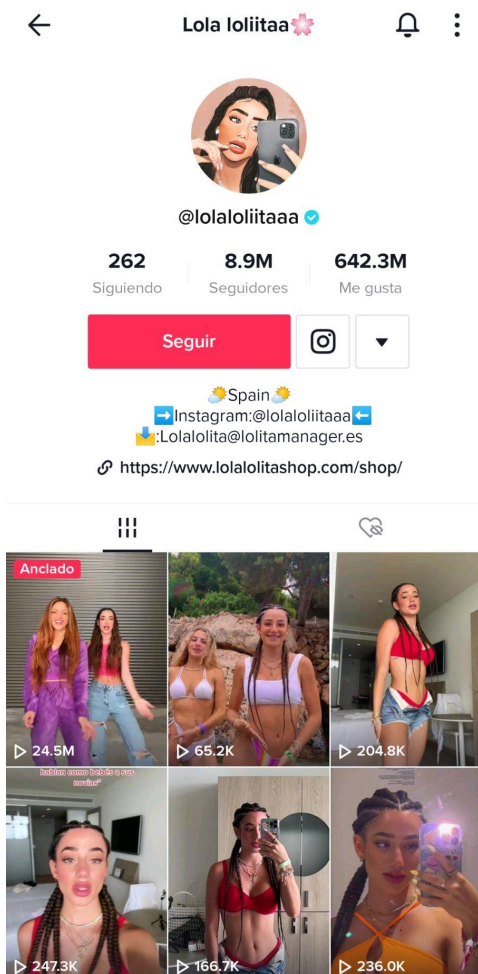 Lola loliitaa🌸
@lolaloliitaaa
262
Siguiendo
8.9M
Seguidores
642.3M
Me gusta
Seguir
🌤Spain🌤
➡Instagram:@lolaloliitaaa⬅
📩:Lolalolita@lolitamanager.es
https://www.lolalolitashop.com/shop/
Anclado
24.5M
65.2K
204.8K
hablan como bebés a sus
novias"
247.3K
166.7K
236.0K